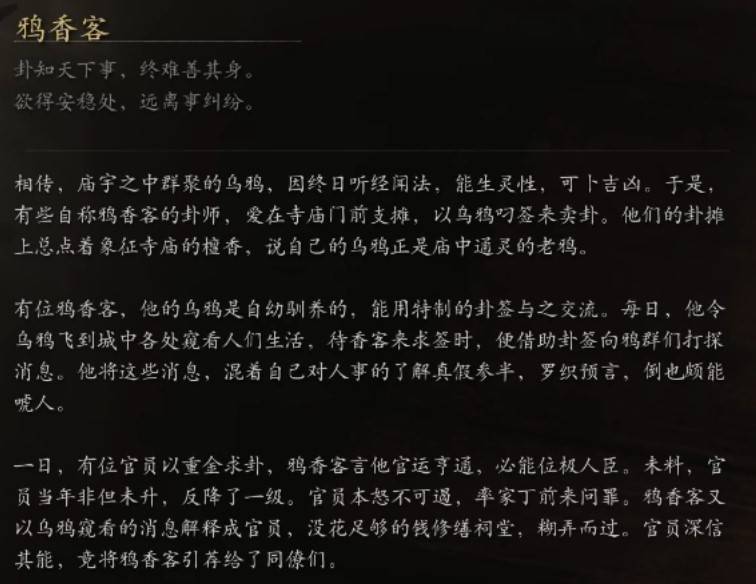 鸦香客
卦知天下事，终难善其身。
欲得安稳处，远离事纠纷。
相传，庙宇之中群聚的乌鸦，因终日听经闻法，能生灵性，可卜吉凶。于是，
有些自称鸦香客的卦师，爱在寺庙门前支摊，以乌鸦叼签来卖卦。他们的卦摊
上总点着象征寺庙的檀香，说自己的乌鸦正是庙中通灵的老鸦。
有位鸦香客，他的乌鸦是自幼驯养的，能用特制的卦签与之交流。每日，他令
乌鸦飞到城中各处窥看人们生活，待香客来求签时，便借助卦签向鸦群们打探
消息。他将这些消息，混着自己对人事的了解真假参半，罗织预言，倒也颇能
唬人。
一日，有位官员以重金求卦，鸦香客言他官运亨通，必能位极人臣。未料，官
员当年非但未升，反降了一级。官员本怒不可遏，率家丁前来问罪。鸦香客又
以乌鸦窥看的消息解释成官员，没花足够的钱修缮祠堂，糊弄而过。官员深信
其能，竟将鸦香客引荐给了同僚们。